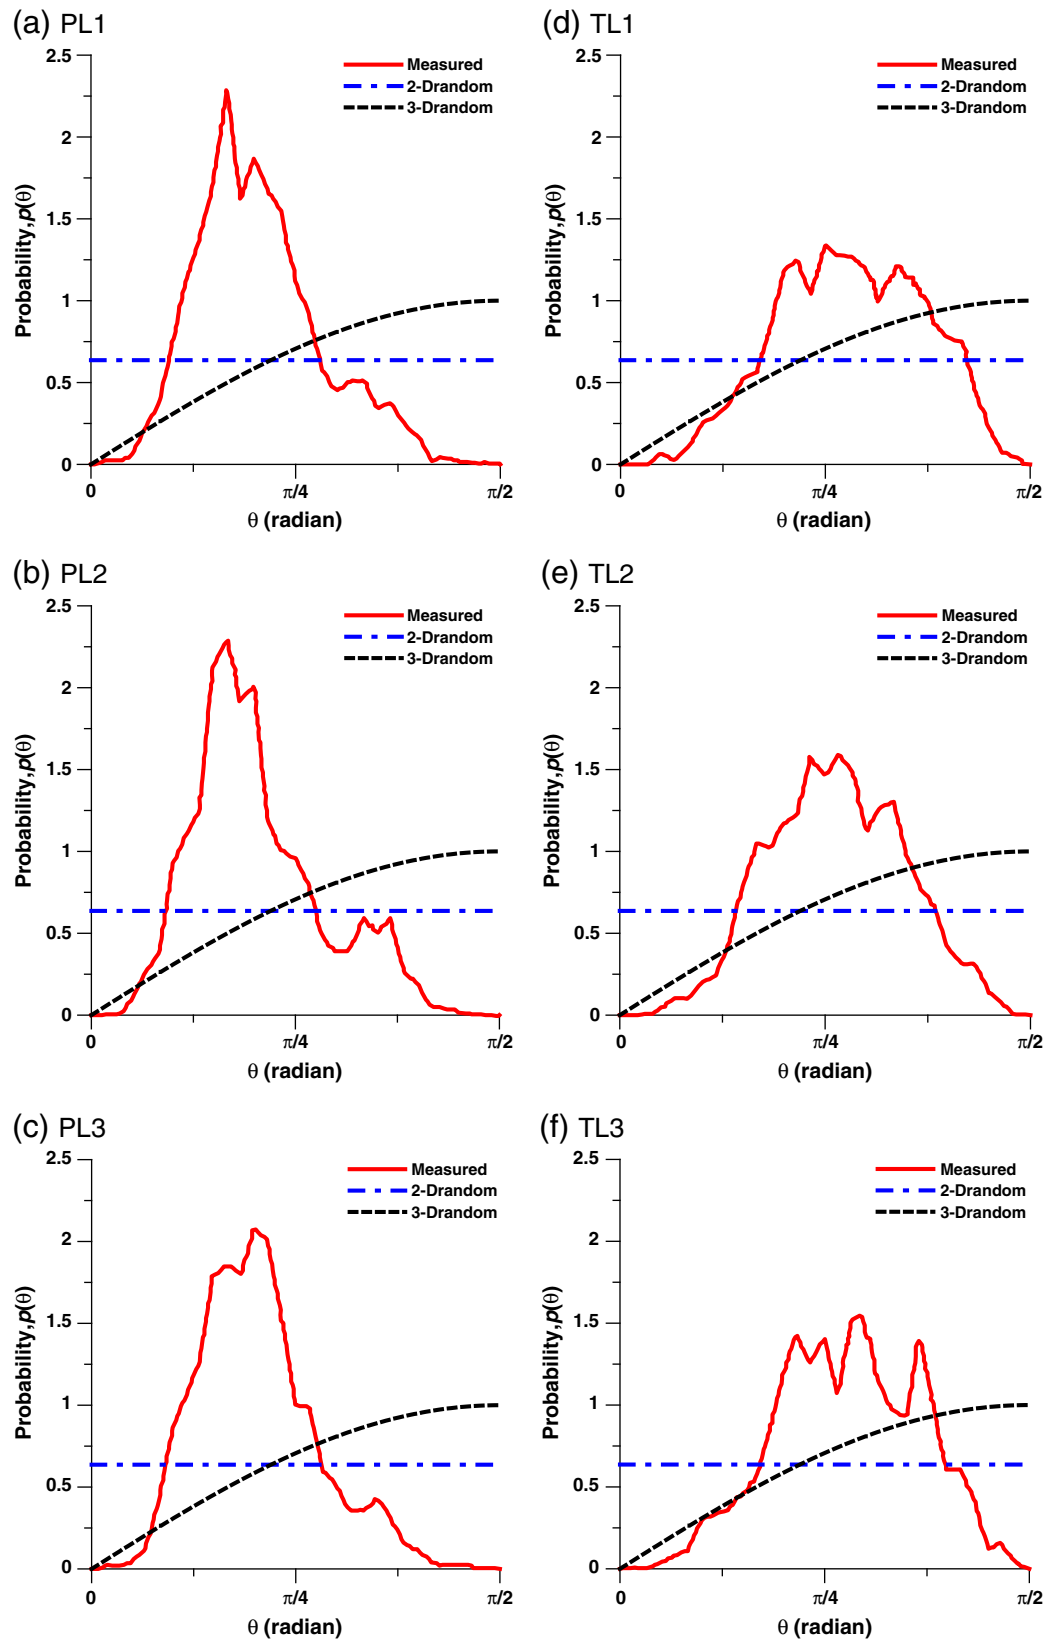 (a) PL1
2.5
2
1.5
1
0.5
0
Probability,p(θ)
Measured
2-Drandom
3-Drandom
0
π/4
π/2
θ (radian)
(d) TL1
2.5
2
1.5
1
0.5
0
Probability,p(θ)
Measured
2-Drandom
3-Drandom
0
π/4
π/2
θ (radian)
(b) PL2
2.5
2
1.5
1
0.5
0
Probability,p(θ)
Measured
2-Drandom
3-Drandom
0
π/4
π/2
θ (radian)
(e) TL2
2.5
2
1.5
1
0.5
0
Probability,p(θ)
Measured
2-Drandom
3-Drandom
0
π/4
π/2
θ (radian)
(c) PL3
2.5
2
1.5
1
0.5
0
Probability,p(θ)
Measured
2-Drandom
3-Drandom
0
π/4
π/2
θ (radian)
(f) TL3
2.5
2
1.5
1
0.5
0
Probability,p(θ)
Measured
2-Drandom
3-Drandom
0
π/4
π/2
θ (radian)